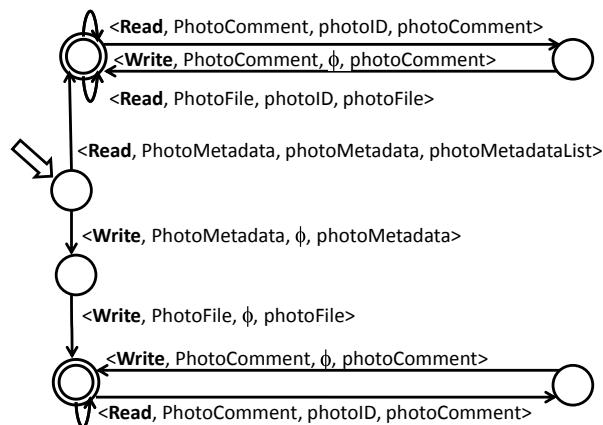 <Read, PhotoComment, photoID, photoComment>
<Write, PhotoComment, ϕ, photoComment>
<Read, PhotoFile, photoID, photoFile>
<Read, PhotoMetadata, photoMetadata, photoMetadataList>
<Write, PhotoMetadata, ϕ, photoMetadata>
<Write, PhotoFile, ϕ, photoFile>
<Write, PhotoComment, ϕ, photoComment>
<Read, PhotoComment, photoID, photoComment>